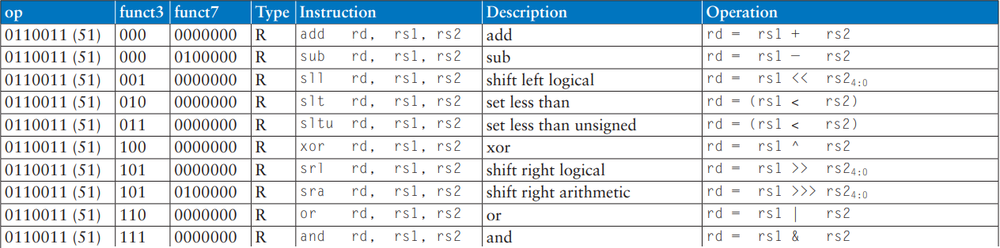 op funct3 funct7 Type Instruction Description Operation
0110011 (51) 000 0000000 R add rd, rs1, rs2 add rd = rs1 + rs2
0110011 (51) 000 0100000 R sub rd, rs1, rs2 sub rd = rs1 − rs2
0110011 (51) 001 0000000 R sll rd, rs1, rs2 shift left logical rd = rs1 << rs2₄:₀
0110011 (51) 010 0000000 R slt rd, rs1, rs2 set less than rd = (rs1 < rs2)
0110011 (51) 011 0000000 R sltu rd, rs1, rs2 set less than unsigned rd = (rs1 < rs2)
0110011 (51) 100 0000000 R xor rd, rs1, rs2 xor rd = rs1 ^ rs2
0110011 (51) 101 0000000 R srl rd, rs1, rs2 shift right logical rd = rs1 >> rs2₄:₀
0110011 (51) 101 0100000 R sra rd, rs1, rs2 shift right arithmetic rd = rs1 >>> rs2₄:₀
0110011 (51) 110 0000000 R or rd, rs1, rs2 or rd = rs1 | rs2
0110011 (51) 111 0000000 R and rd, rs1, rs2 and rd = rs1 & rs2